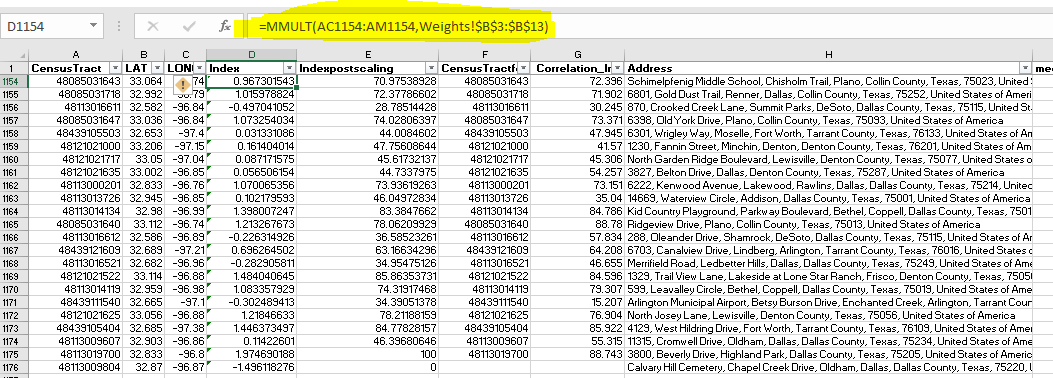 D1154 =MMULT(AC1154:AM1154,Weights!$B$3:$B$13)
A B C D E F G H
1 CensusTract LAT LON Index Indexpostscaling CensusTractf Correlation_In Address me
1154 48085031643 33.064 74 0.967301543 70.97538928 48085031643 72.396 Schimelpfenig Middle School, Chisholm Trail, Plano, Collin County, Texas, 75023, United
1155 48085031718 32.992 .79 1.015978824 72.37786602 48085031718 71.902 6801, Gold Dust Trail, Renner, Dallas, Collin County, Texas, 75252, United States of
1156 48113016611 32.582 -96.84 -0.497041052 28.78514428 48113016611 30.245 870, Crooked Creek Lane, Summit Parks, DeSoto, Dallas County, Texas, 75115, United St
1157 48085031647 33.036 -96.84 1.073254034 74.02806397 48085031647 73.371 6398, Old York Drive, Plano, Collin County, Texas, 75093, United States of America
1158 48439105503 32.653 -97.4 0.031331086 44.0084602 48439105503 47.945 6301, Wrigley Way, Moselle, Fort Worth, Tarrant County, Texas, 76133, United States of Am
1159 48121021000 33.206 -97.15 0.161404014 47.75608644 48121021000 41.57 1230, Fannin Street, Minchin, Denton, Denton County, Texas, 76201, United States of Am
1160 48121021717 33.05 -97.04 0.087171575 45.61732137 48121021717 45.306 North Garden Ridge Boulevard, Lewisville, Denton County, Texas, 75077, United States o
1161 48121021635 33.002 -96.85 0.056506154 44.7337975 48121021635 54.257 3827, Belton Drive, Dallas, Denton County, Texas, 75287, United States of America
1162 48113000201 32.833 -96.76 1.070065356 73.93619263 48113000201 73.151 6222, Kenwood Avenue, Lakewood, Rawlins, Dallas, Dallas County, Texas, 75214, Unitec
1163 48113013726 32.945 -96.85 0.102179593 46.04972834 48113013726 35.04 14669, Waterview Circle, Addison, Dallas County, Texas, 75001, United States of America
1164 48113014134 32.98 -96.99 1.398007247 83.3847662 48113014134 84.786 Kid Country Playground, Parkway Boulevard, Bethel, Coppell, Dallas County, Texas, 7501
1165 48085031640 33.112 -96.74 1.213267673 78.06209929 48085031640 88.78 Ridgeview Drive, Plano, Collin County, Texas, 75013, United States of America
1166 48113016612 32.586 -96.89 -0.226314926 36.58523261 48113016612 57.834 288, Oleander Drive, Shamrock, DeSoto, Dallas County, Texas, 75115, United States of Ar
1167 48439121609 32.689 -97.21 0.696264502 63.16634296 48439121609 64.208 6703, Canalview Drive, Lindberg, Arlington, Tarrant County, Texas, 76016, United States o
1168 48113016521 32.682 -96.96 -0.282905811 34.95475126 48113016521 46.655 Merrifield Road, Ledbetter Hills, Dallas, Dallas County, Texas, 75249, United States of Ame
1169 48121021522 33.114 -96.88 1.484040645 85.86353731 48121021522 84.596 1329, Trail View Lane, Lakeside at Lone Star Ranch, Frisco, Denton County, Texas, 7505
1170 48113014119 32.959 -96.98 1.083357929 74.31917468 48113014119 79.307 599, Leavalley Circle, Bethel, Coppell, Dallas County, Texas, 75019, United States of Ame
1171 48439111540 32.665 -97.1 -0.302489413 34.39051378 48439111540 15.207 Arlington Municipal Airport, Betsy Burson Drive, Enchanted Creek, Arlington, Tarrant Cour
1172 48121021625 33.056 -96.88 1.21846633 78.21188159 48121021625 76.904 North Josey Lane, Lewisville, Denton County, Texas, 75056, United States of America
1173 48439105404 32.685 -97.38 1.446373497 84.77828157 48439105404 85.922 4129, West Hildring Drive, Fort Worth, Tarrant County, Texas, 76109, United States of Ame
1174 48113009607 32.903 -96.86 0.11422601 46.39680646 48113009607 55.315 11315, Cromwell Drive, Oldham, Dallas, Dallas County, Texas, 75234, United States of Am
1175 48113019700 32.833 -96.8 1.974690188 100 48113019700 88.743 3800, Beverly Drive, Highland Park, Dallas County, Texas, 75205, United States of Americ
1176 48113009804 32.87 -96.87 -1.496118276 0 Calvary Hill Cemetery, Chapel Creek Drive, Oldham, Dallas, Dallas County, Texas, 75220, U